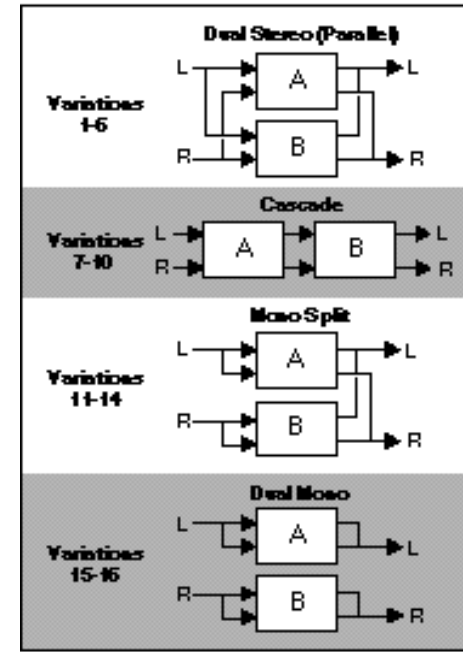 Dual Stereo (Parallel)
L A L
Variations
1-6
B
R R
Cascade
Variations
7-10
L A B L
R R
Mono Split
L A L
Variations
11-14
R B R
Dual Mono
L A L
Variations
15-16
R B R